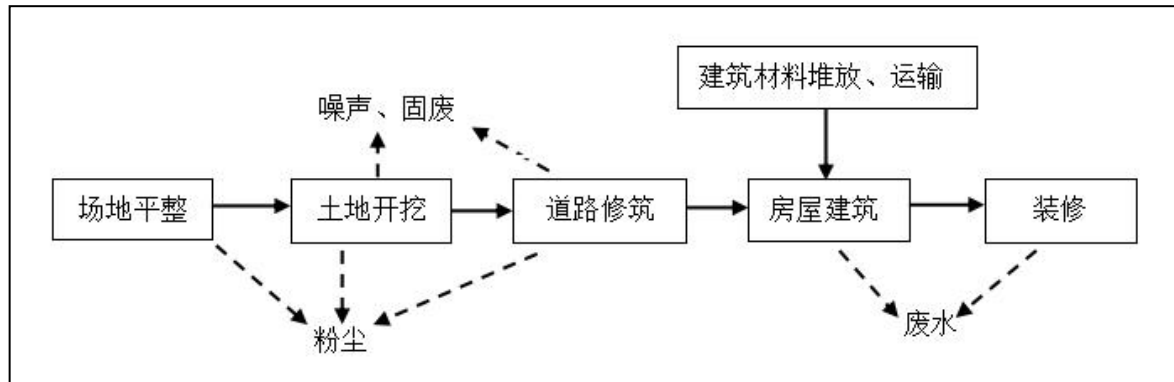 建筑材料堆放、运输
噪声、固废
场地平整
土地开挖
道路修筑
房屋建筑
装修
粉尘
废水